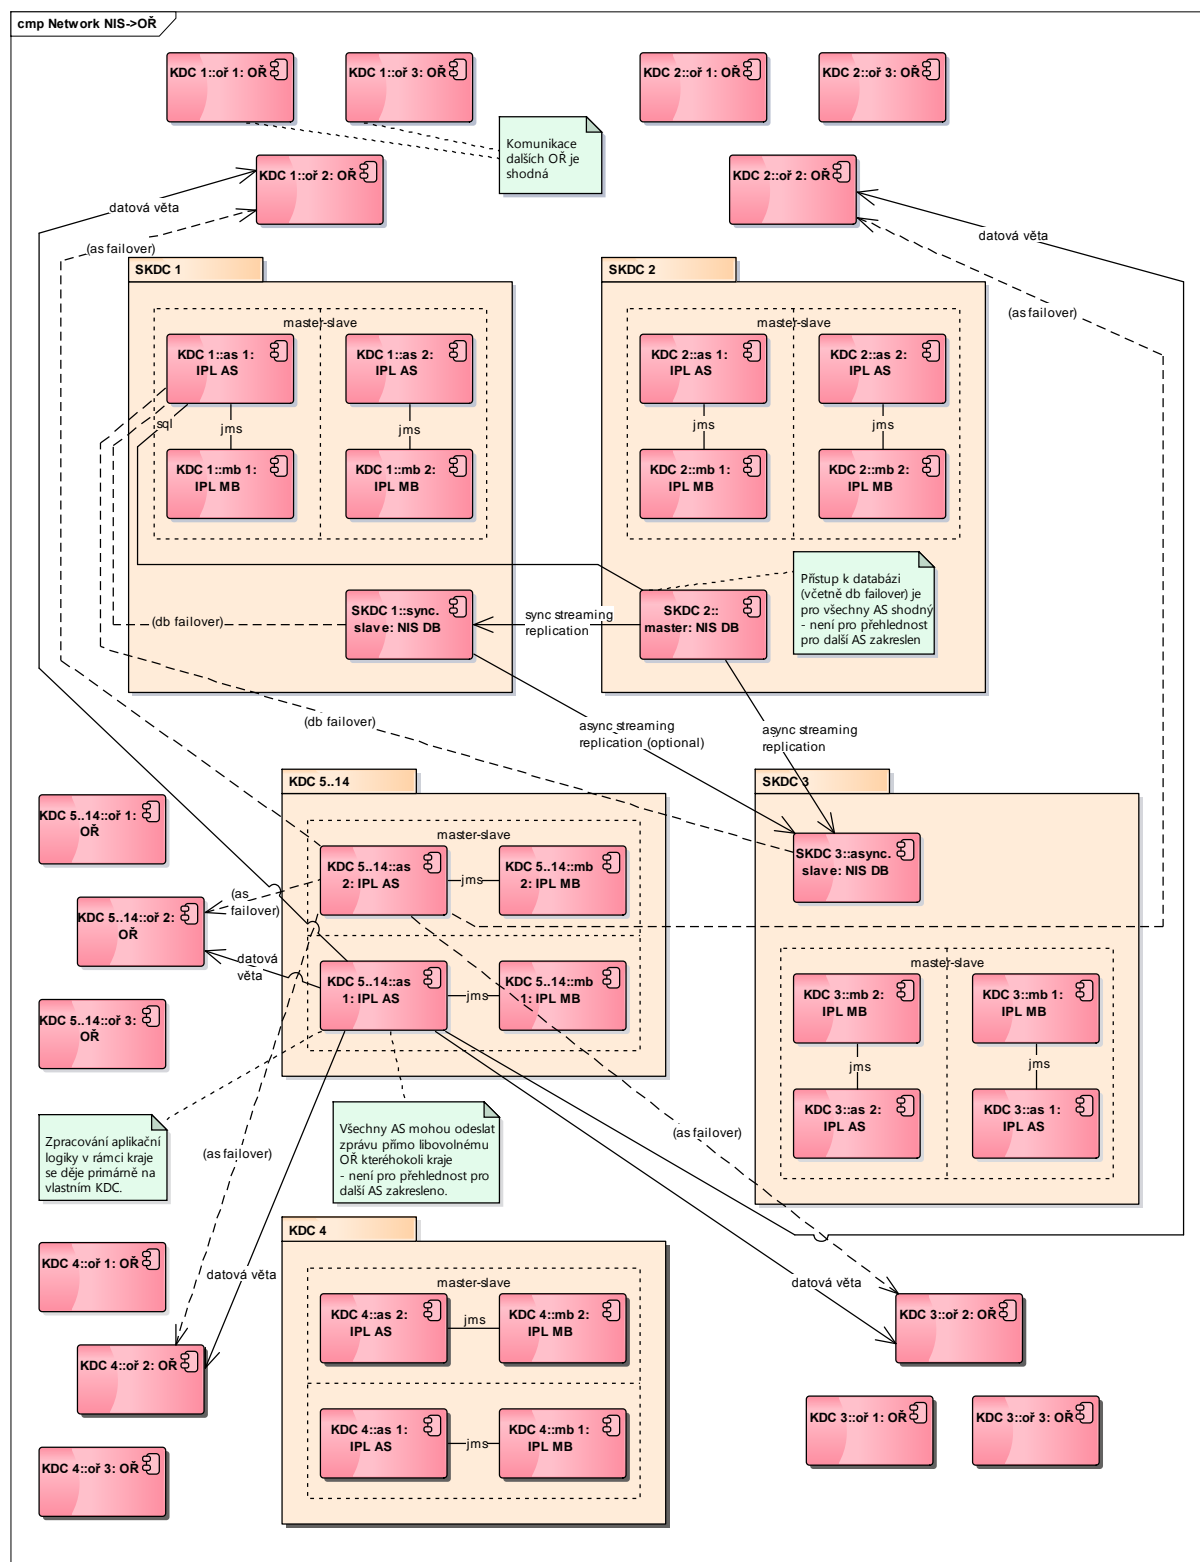 cmp Network NIS->OŘ
KDC 1::oř 1: OŘ
KDC 1::oř 3: OŘ
KDC 2::oř 1: OŘ
KDC 2::oř 3: OŘ
Komunikace
dalších OŘ je
shodná
KDC 1::oř 2: OŘ
KDC 2::oř 2: OŘ
datová věta
datová věta
(as failover)
(as failover)
SKDC 1
master-slave
KDC 1::as 1:
IPL AS
KDC 1::as 2:
IPL AS
sql
jms
jms
KDC 1::mb 1:
IPL MB
KDC 1::mb 2:
IPL MB
SKDC 1::sync.
slave: NIS DB
(db failover)
SKDC 2
master-slave
KDC 2::as 1:
IPL AS
KDC 2::as 2:
IPL AS
jms
jms
KDC 2::mb 1:
IPL MB
KDC 2::mb 2:
IPL MB
Přístup k databázi
(včetně db failover) je
pro všechny AS shodný
- není pro přehlednost
pro další AS zakreslen
SKDC 2::
master: NIS DB
sync streaming
replication
(db failover)
async streaming
replication (optional)
async streaming
replication
KDC 5..14
master-slave
KDC 5..14::as
2: IPL AS
jms
KDC 5..14::mb
2: IPL MB
KDC 5..14::as
1: IPL AS
jms
KDC 5..14::mb
1: IPL MB
SKDC 3
SKDC 3::async.
slave: NIS DB
master-slave
KDC 3::mb 2:
IPL MB
KDC 3::mb 1:
IPL MB
jms
jms
KDC 3::as 2:
IPL AS
KDC 3::as 1:
IPL AS
KDC 5..14::oř 1:
OŘ
(as
failover)
KDC 5..14::oř 2:
OŘ
datová
věta
KDC 5..14::oř 3:
OŘ
Zpracování aplikační
logiky v rámci kraje
se děje primárně na
vlastním KDC.
Všechny AS mohou odeslat
zprávu přímo libovolnému
OŘ kteréhokoli kraje
- není pro přehlednost pro
další AS zakresleno.
(as failover)
(as failover)
KDC 4
master-slave
KDC 4::as 2:
IPL AS
jms
KDC 4::mb 2:
IPL MB
KDC 4::as 1:
IPL AS
jms
KDC 4::mb 1:
IPL MB
KDC 4::oř 1: OŘ
datová věta
datová věta
KDC 4::oř 2: OŘ
KDC 4::oř 3: OŘ
KDC 3::oř 2: OŘ
KDC 3::oř 1: OŘ
KDC 3::oř 3: OŘ